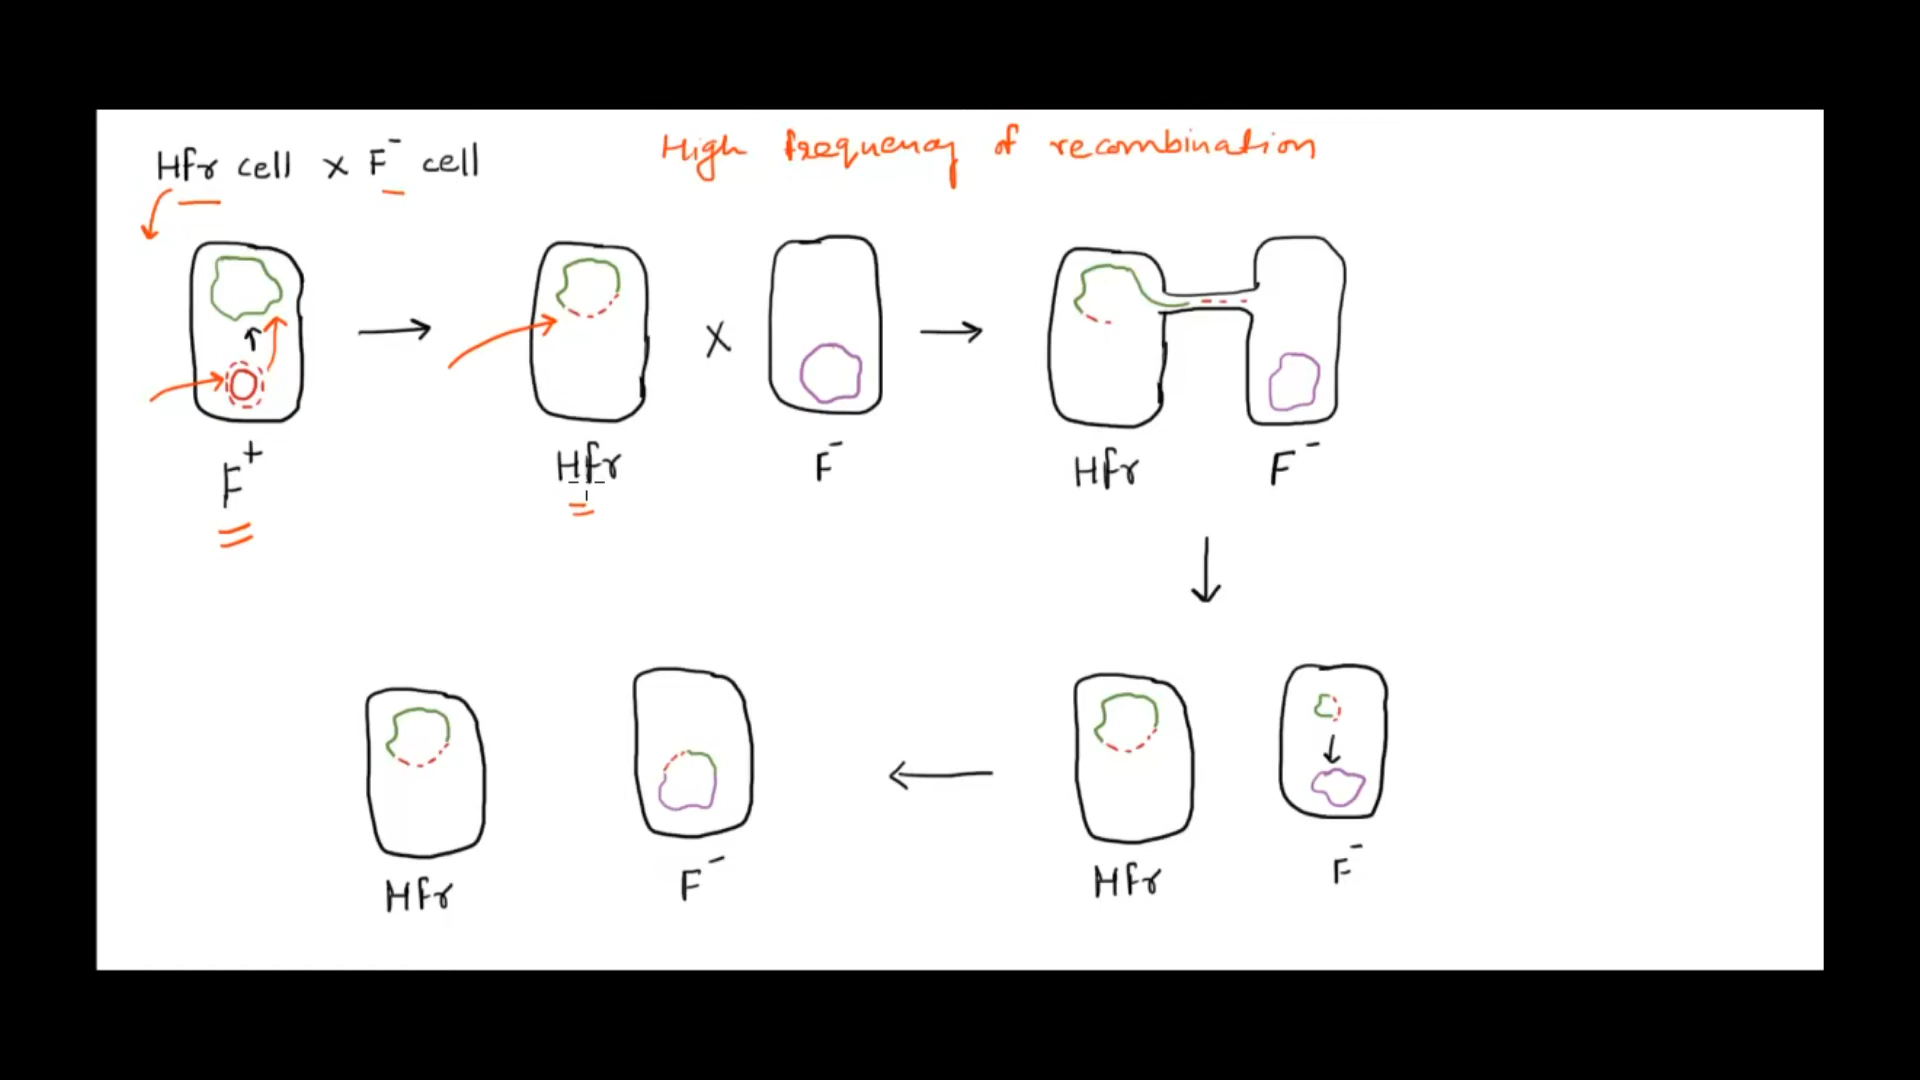 Hfr cell x F⁻ cell
High frequency of recombination
F⁺
Hfr
X
F⁻
Hfr
F⁻
Hfr
F⁻
Hfr
F⁻